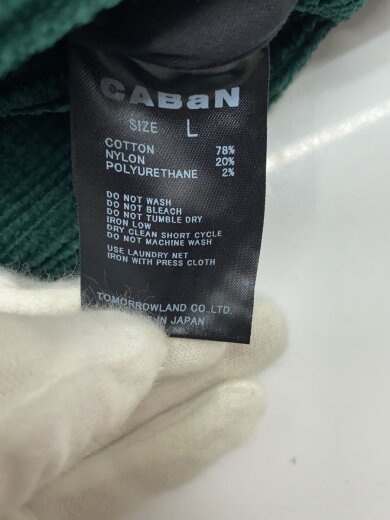 CABaN
SIZE L
COTTON 78%
NYLON 20%
POLYURETHANE 2%
DO NOT WASH
DO NOT BLEACH
DO NOT TUMBLE DRY
IRON LOW
DRY CLEAN SHORT CYCLE
DO NOT MACHINE WASH
USE LAUNDRY NET
IRON WITH PRESS CLOTH
TOMORROWLAND CO.,LTD.
IN JAPAN